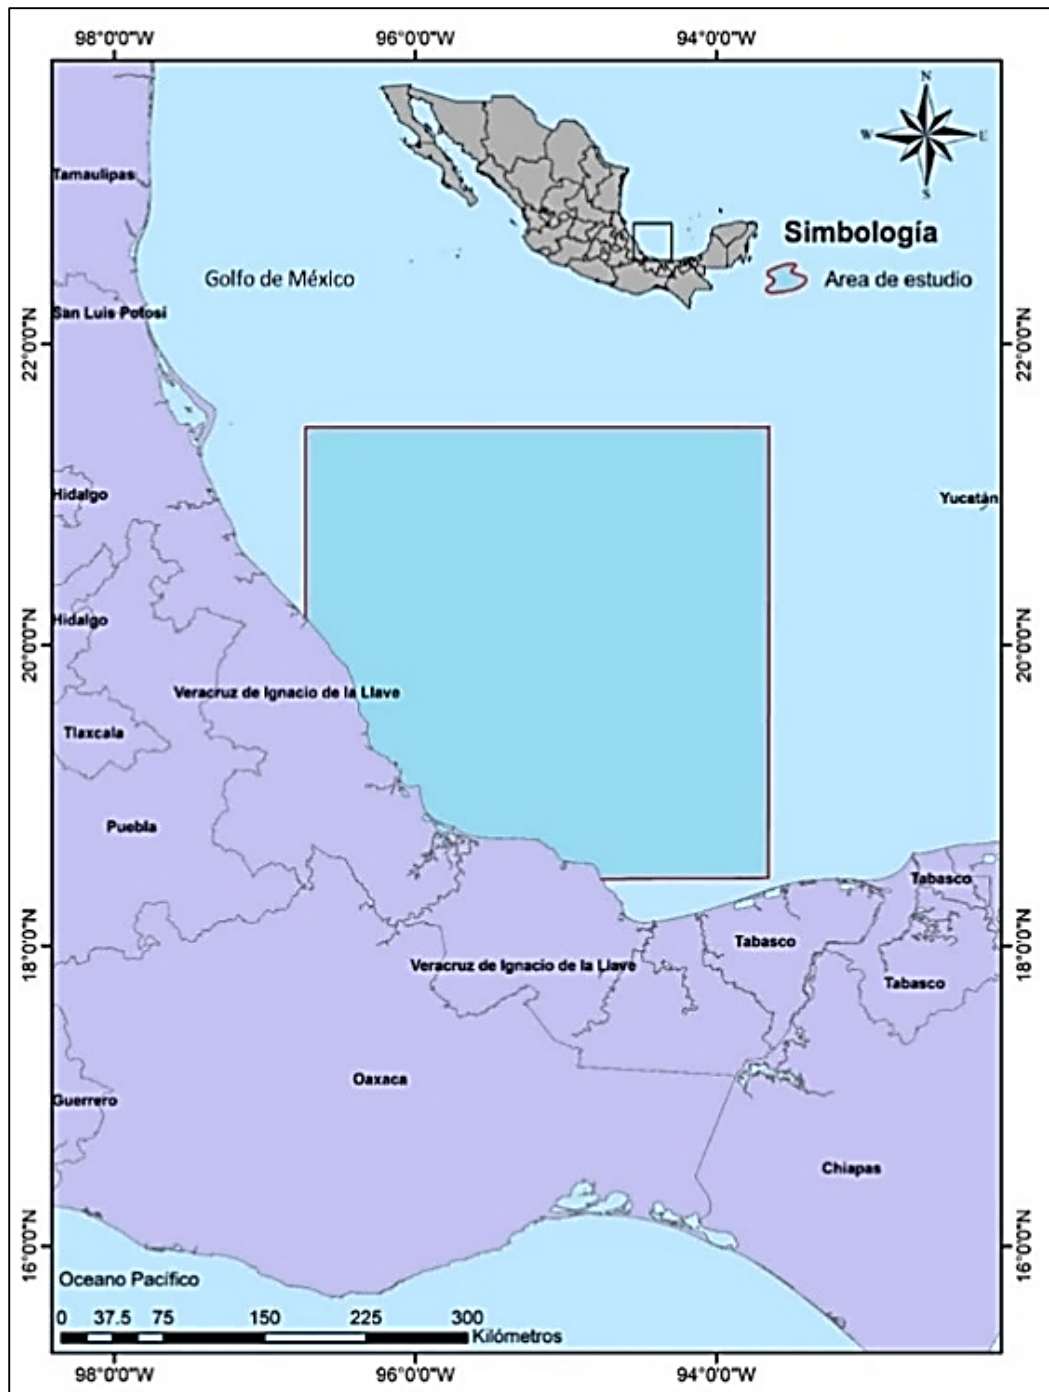 98°0'0"W
96°0'0"W
94°0'0"W
N
W
E
S
Tamaulipas
Simbología
Golfo de México
Area de estudio
San Luis Potosi
22°0'0"N
22°0'0"N
Hidalgo
Yucatán
Hidalgo
20°0'0"N
20°0'0"N
Veracruz de Ignacio de la Llave
Tlaxcala
Puebla
Tabasco
18°0'0"N
18°0'0"N
Tabasco
Veracruz de Ignacio de la Llave
Tabasco
Oaxaca
Guerrero
Chiapas
16°0'0"N
16°0'0"N
Oceano Pacífico
0 37.5 75 150 225 300
Kilómetros
98°0'0"W
96°0'0"W
94°0'0"W